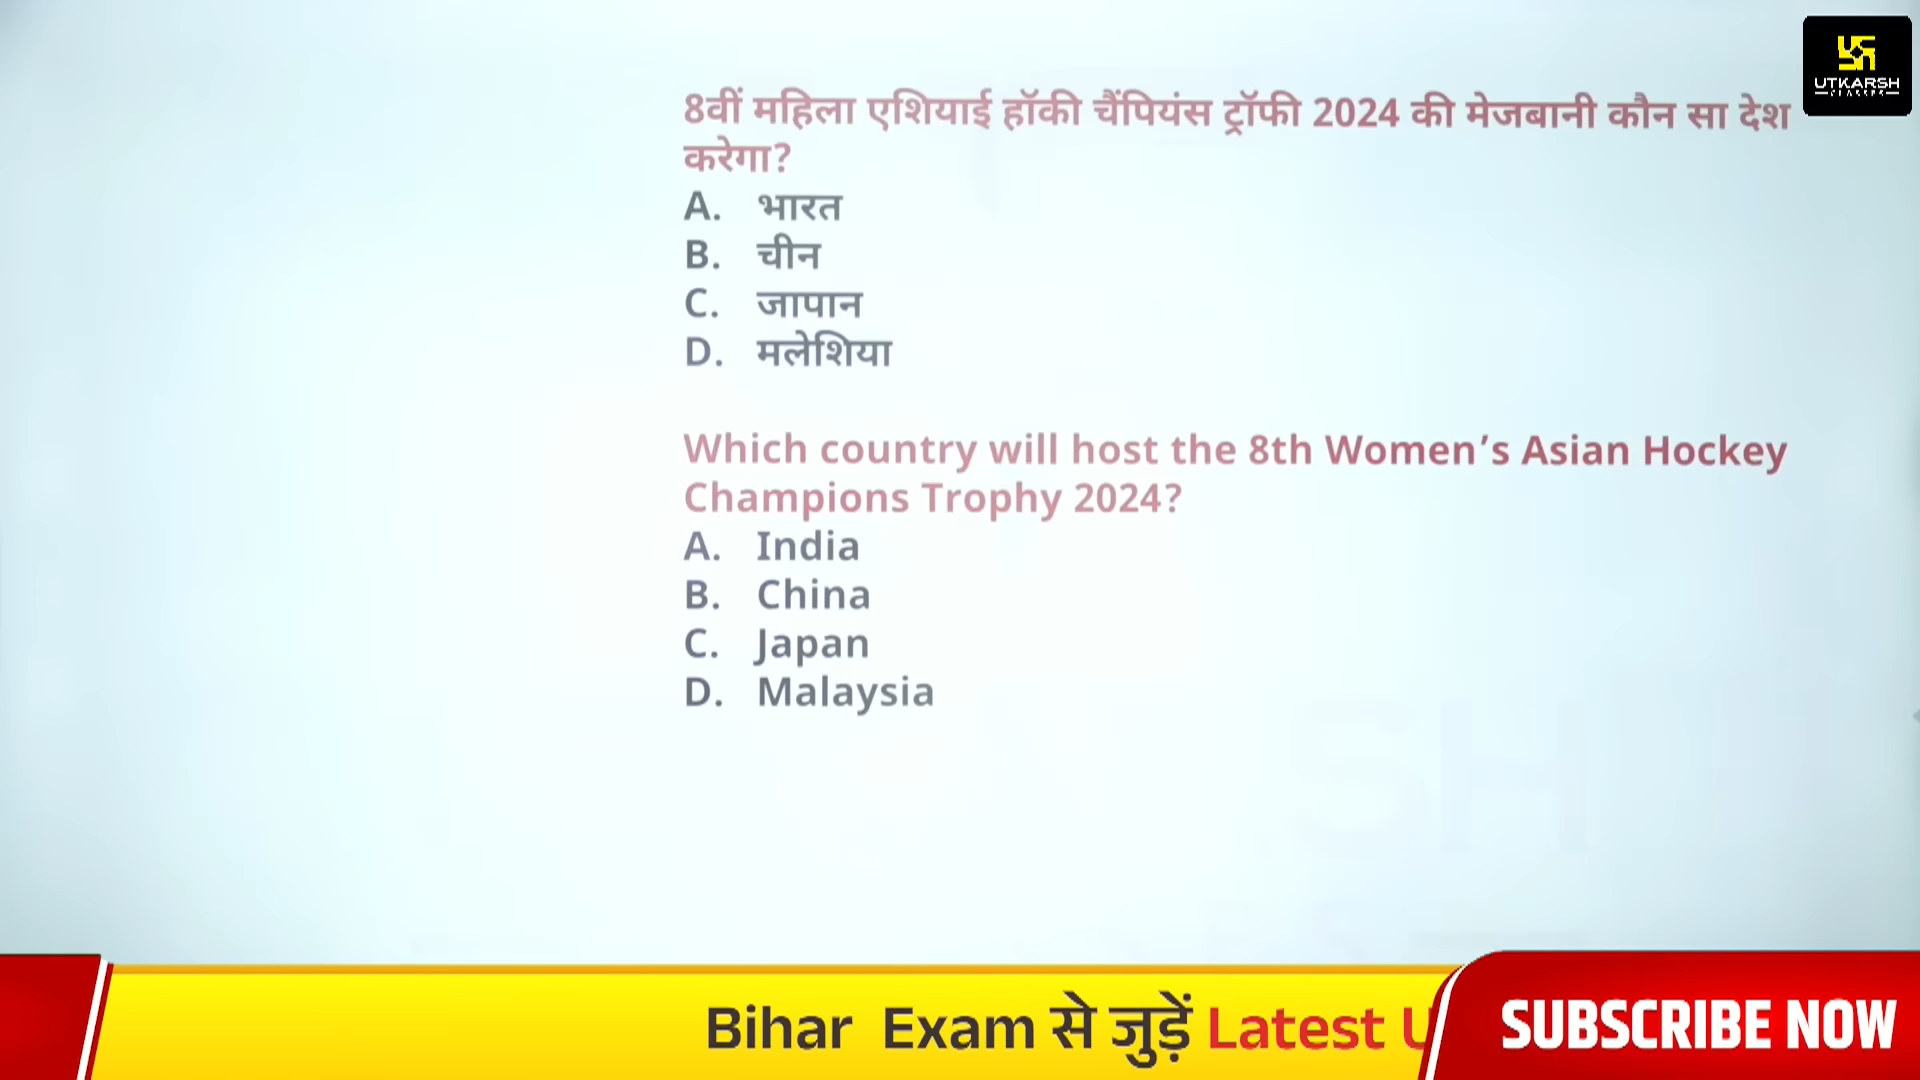 UTKARSH
CLASSES
8वीं महिला एशियाई हॉकी चैंपियंस ट्रॉफी 2024 की मेजबानी कौन सा देश
करेगा?
A. भारत
B. चीन
C. जापान
D. मलेशिया
Which country will host the 8th Women’s Asian Hockey
Champions Trophy 2024?
A. India
B. China
C. Japan
D. Malaysia
Bihar Exam से जुड़ें Latest U
SUBSCRIBE NOW